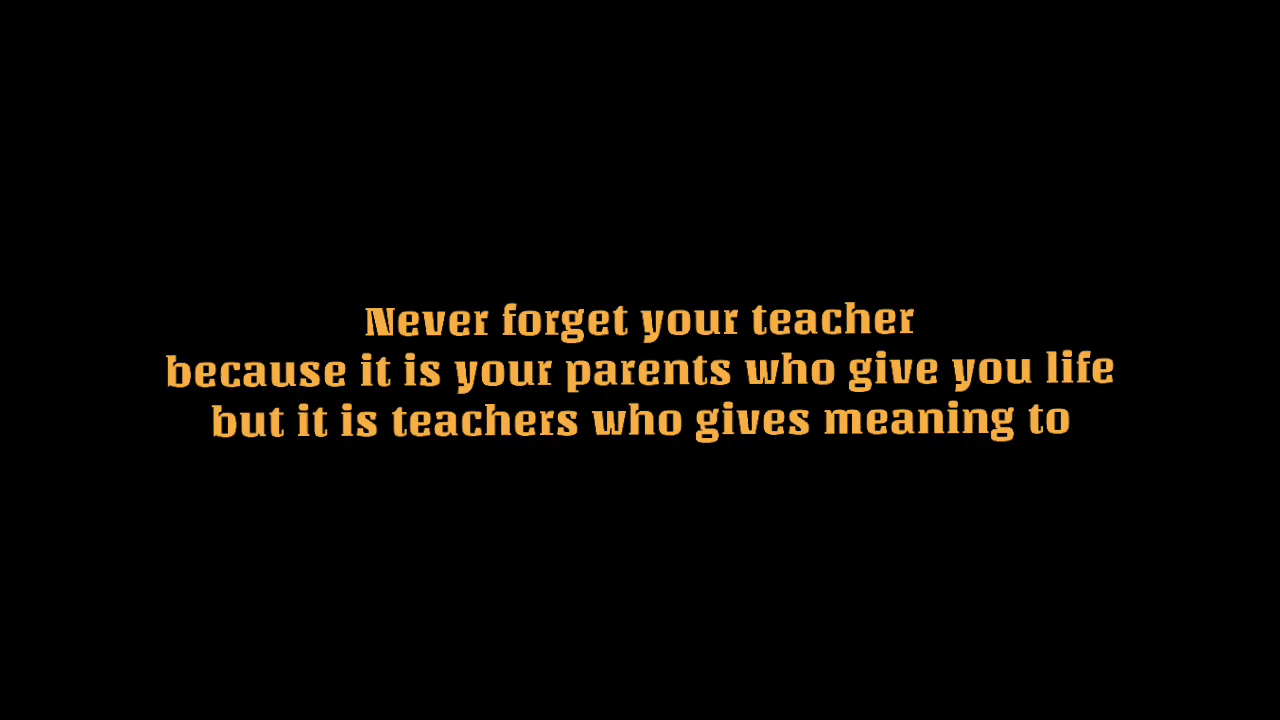 Never forget your teacher
because it is your parents who give you life
but it is teachers who gives meaning to